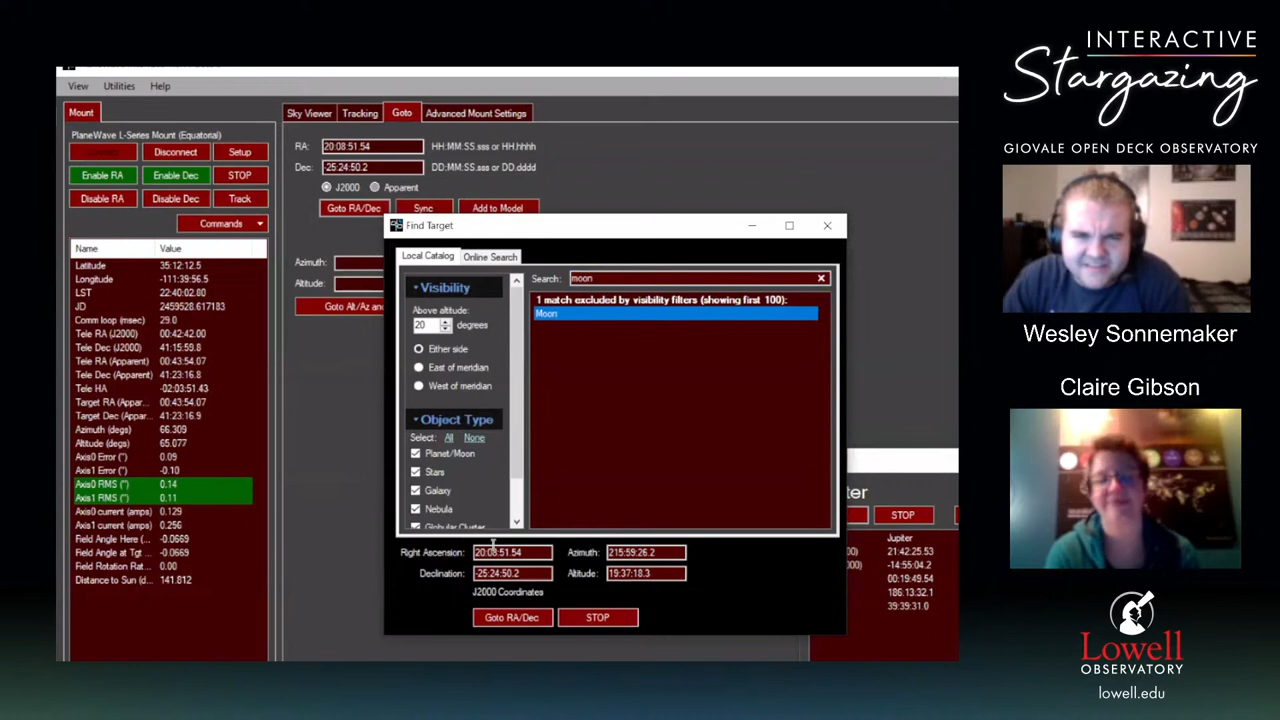 View Utilities Help
Mount
PlaneWave L-Series Mount (Equatorial)
Disconnect Setup
Enable RA Enable Dec STOP
Disable RA Disable Dec Track
Commands
Name Value
Latitude 35:12:12.5
Longitude -111:39:56.5
LST 22:40:02.80
JD 2459528.617183
Comm loop (msec) 29.0
Tele RA (J2000) 00:42:42.00
Tele Dec (J2000) 41:15:59.8
Tele RA (Apparent) 00:43:54.07
Tele Dec (Apparent) 41:23:16.8
Tele HA -02:03:51.43
Target RA (Appar... 00:43:54.07
Target Dec (Appar... 41:23:16.9
Azimuth (degs) 66.309
Altitude (degs) 65.077
Axis0 Error (") 0.09
Axis1 Error (") -0.10
Axis0 RMS (") 0.14
Axis1 RMS (") 0.11
Axis0 current (amps) 0.129
Axis1 current (amps) 0.256
Field Angle Here (... -0.0669
Field Angle at Tgt ... -0.0669
Field Rotation Rat... 0.00
Distance to Sun (d... 141.812
Sky Viewer Tracking Goto Advanced Mount Settings
RA: 20:08:51.54 HH:MM:SS.sss or HH.hhhh
Dec: -25:24:50.2 DD:MM:SS.sss or DD.dddd
J2000 Apparent
Goto RA/Dec Sync Add to Model
Azimuth:
Altitude:
Goto Alt/Az an
Find Target
Local Catalog Online Search
Visibility
Above altitude:
20 degrees
Either side
East of meridian
West of meridian
Object Type
Select: All None
Planet/Moon
Stars
Galaxy
Nebula
Globular Cluster
Search: moon
1 match excluded by visibility filters (showing first 100):
Moon
Right Ascension: 20:08:51.54 Azimuth: 215:59:26.2
Declination: -25:24:50.2 Altitude: 19:37:18.3
J2000 Coordinates
Goto RA/Dec STOP
STOP
Jupiter
21:42:25.53
-14:55:04.2
00:19:49.54
186:13:32.1
39:39:31.0
INTERACTIVE
Stargazing
GIOVALE OPEN DECK OBSERVATORY
Wesley Sonnemaker
Claire Gibson
Lowell
OBSERVATORY
lowell.edu